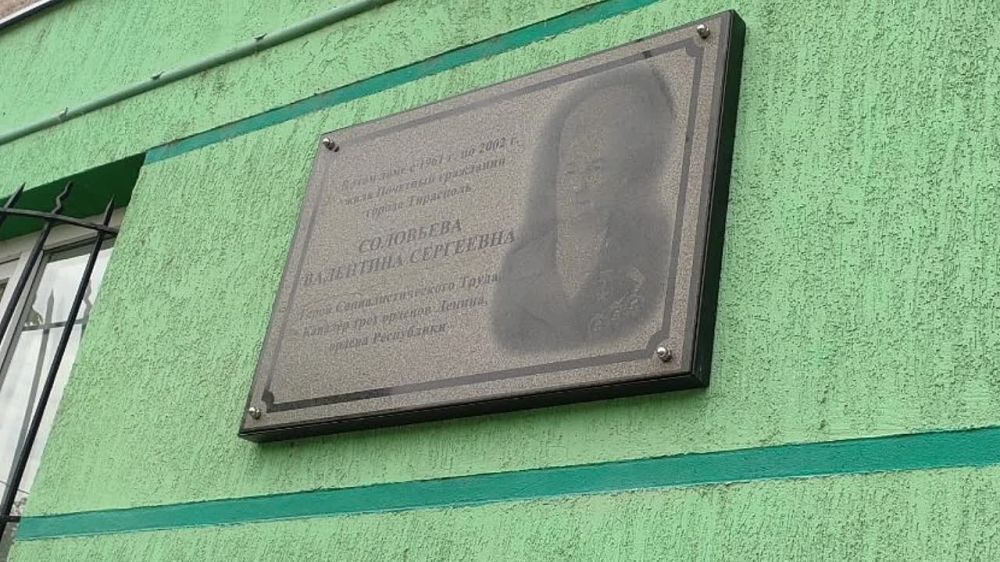 В этом доме с 1961 г. по 2002 г.
жила Почетный гражданин
города Тирасполь
СОЛОВЬЕВА
ВАЛЕНТИНА СЕРГЕЕВНА
Герой Социалистического Труда,
Кавалер трех орденов Ленина,
ордена Республики